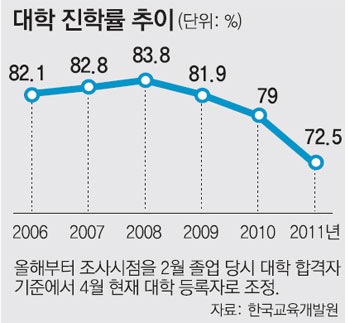 대학 진학률 추이 (단위: %)
82.1 82.8 83.8 81.9 79 72.5
2006 2007 2008 2009 2010 2011년
올해부터 조사시점을 2월 졸업 당시 대학 합격자
기준에서 4월 현재 대학 등록자로 조정.
자료: 한국교육개발원